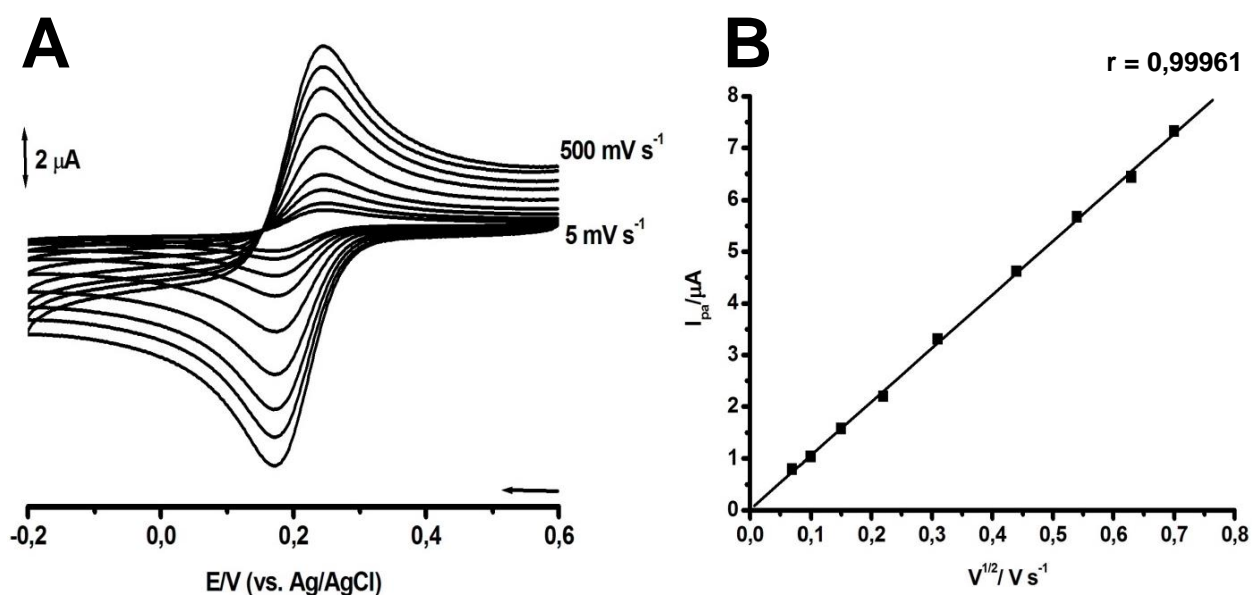 A
2 μA
500 mV s⁻¹
5 mV s⁻¹
-0,2
0,0
0,2
0,4
0,6
E/V (vs. Ag/AgCl)
B
r = 0,99961
8
7
6
5
4
3
2
1
0
I_pa/μA
0,0
0,1
0,2
0,3
0,4
0,5
0,6
0,7
0,8
V^1/2/ V s⁻¹